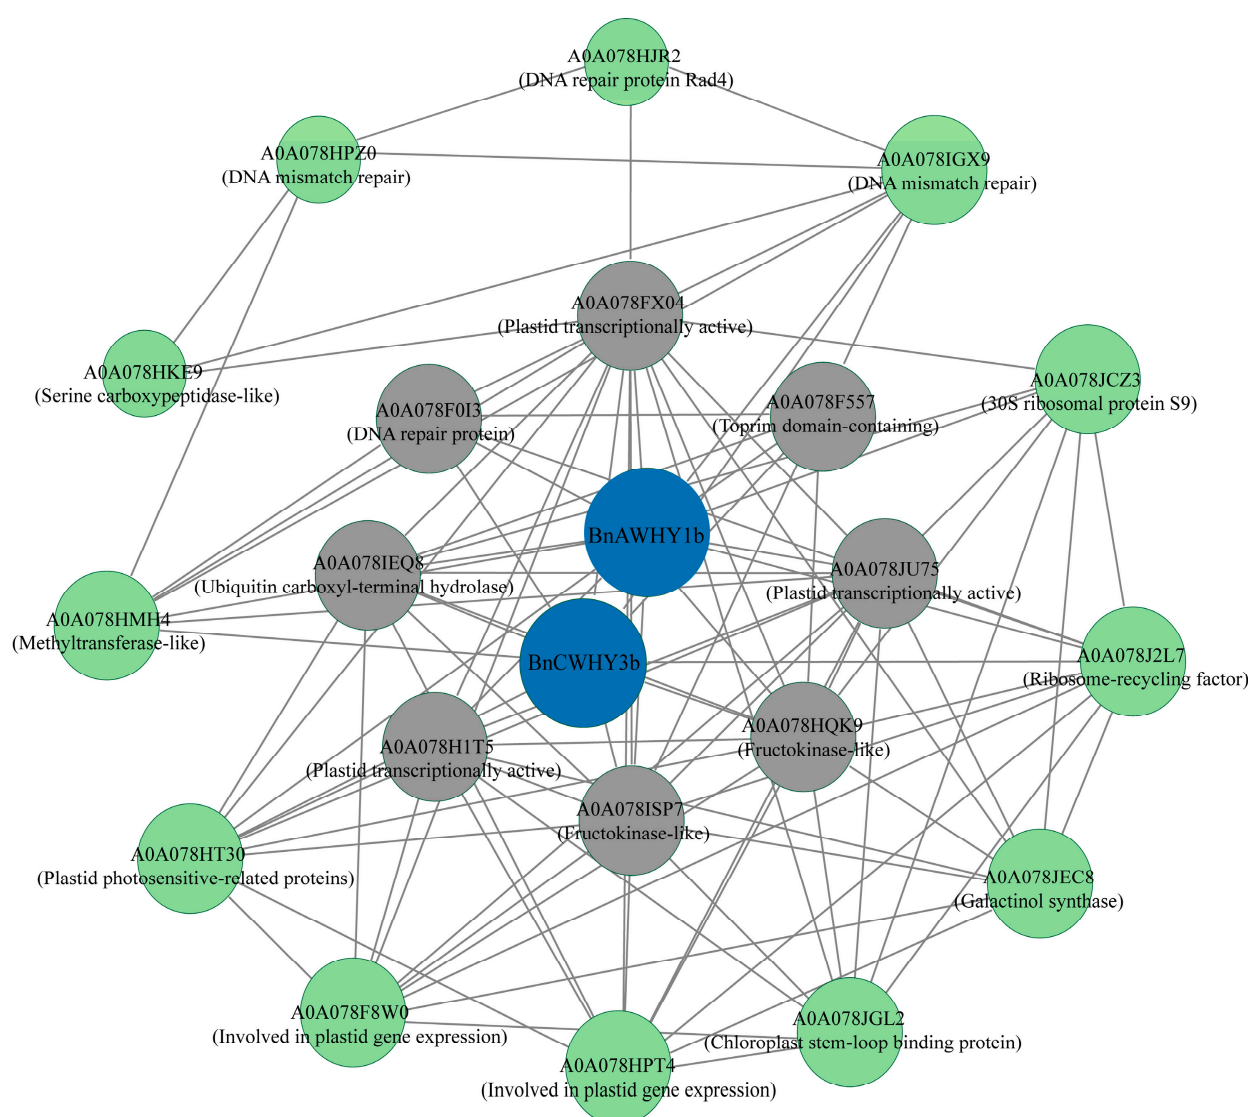 A0A078HJR2
(DNA repair protein Rad4)
A0A078HPZ0
(DNA mismatch repair)
A0A078IGX9
(DNA mismatch repair)
A0A078FX04
(Plastid transcriptionally active)
A0A078HKE9
(Serine carboxypeptidase-like)
A0A078JCZ3
(30S ribosomal protein S9)
A0A078F0I3
(DNA repair protein)
A0A078F557
(Toprim domain-containing)
BnAWHY1b
A0A078IEQ8
(Ubiquitin carboxyl-terminal hydrolase)
A0A078JU75
(Plastid transcriptionally active)
A0A078HMH4
(Methyltransferase-like)
BnCWHY3b
A0A078J2L7
(Ribosome-recycling factor)
A0A078H1T5
(Plastid transcriptionally active)
A0A078HQK9
(Fructokinase-like)
A0A078ISP7
(Fructokinase-like)
A0A078HT30
(Plastid photosensitive-related proteins)
A0A078JEC8
(Galactinol synthase)
A0A078F8W0
(Involved in plastid gene expression)
A0A078JGL2
(Chloroplast stem-loop binding protein)
A0A078HPT4
(Involved in plastid gene expression)